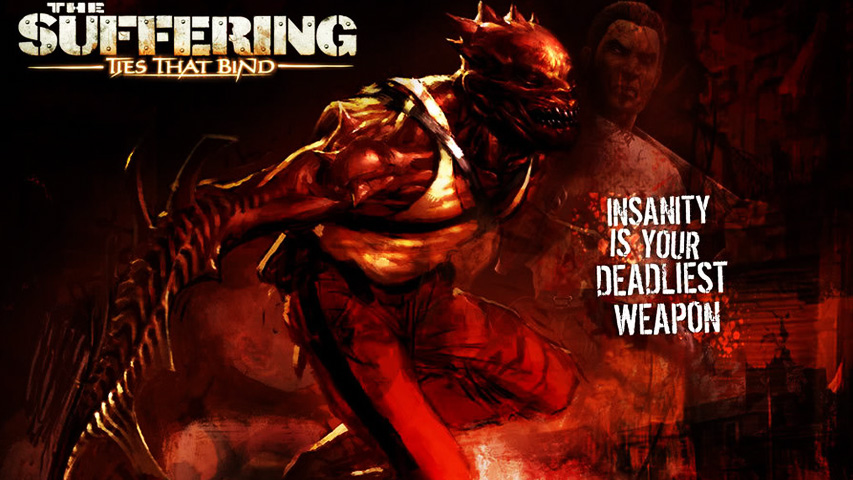 THE
SUFFERING
TIES THAT BIND
INSANITY
IS YOUR
DEADLIEST
WEAPON